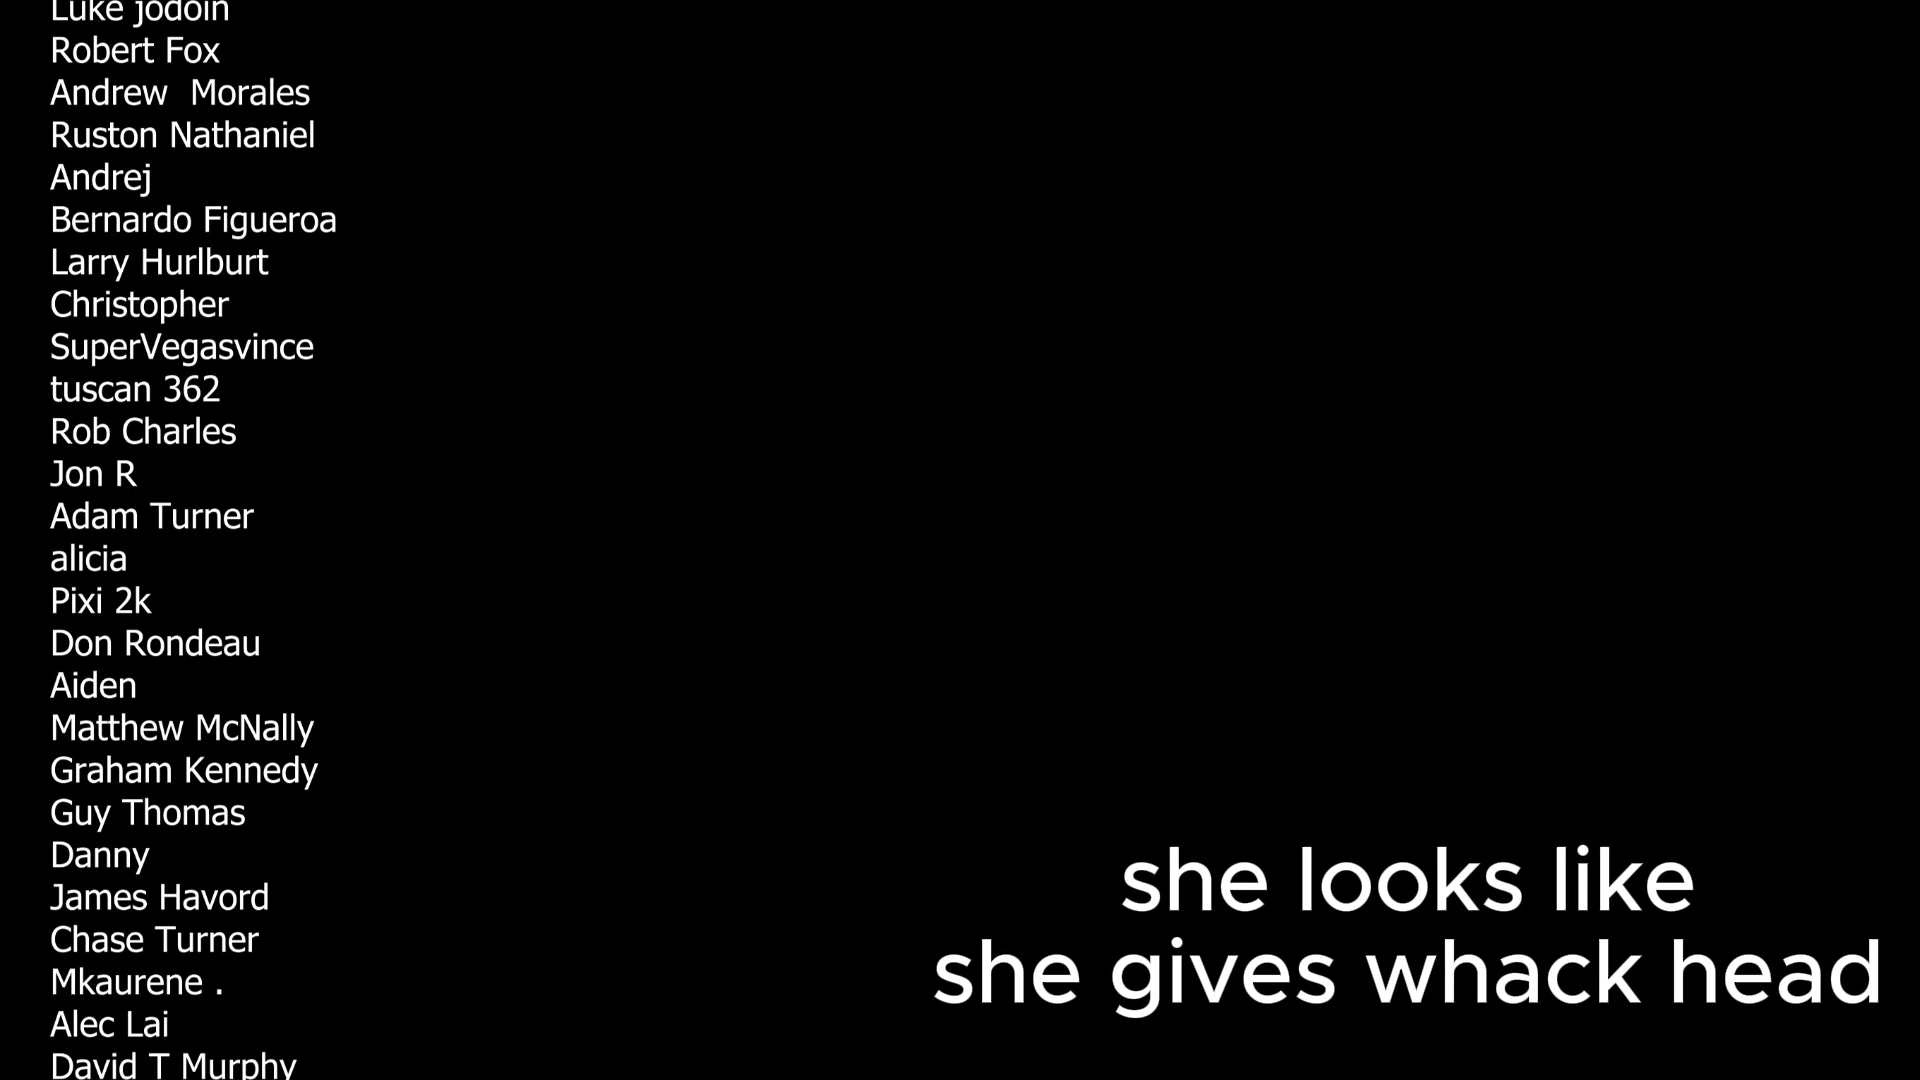 Luke jodoin
Robert Fox
Andrew  Morales
Ruston Nathaniel
Andrej
Bernardo Figueroa
Larry Hurlburt
Christopher
SuperVegasvince
tuscan 362
Rob Charles
Jon R
Adam Turner
alicia
Pixi 2k
Don Rondeau
Aiden
Matthew McNally
Graham Kennedy
Guy Thomas
Danny
James Havord
Chase Turner
Mkaurene .
Alec Lai
David T Murphy
she looks like
she gives whack head